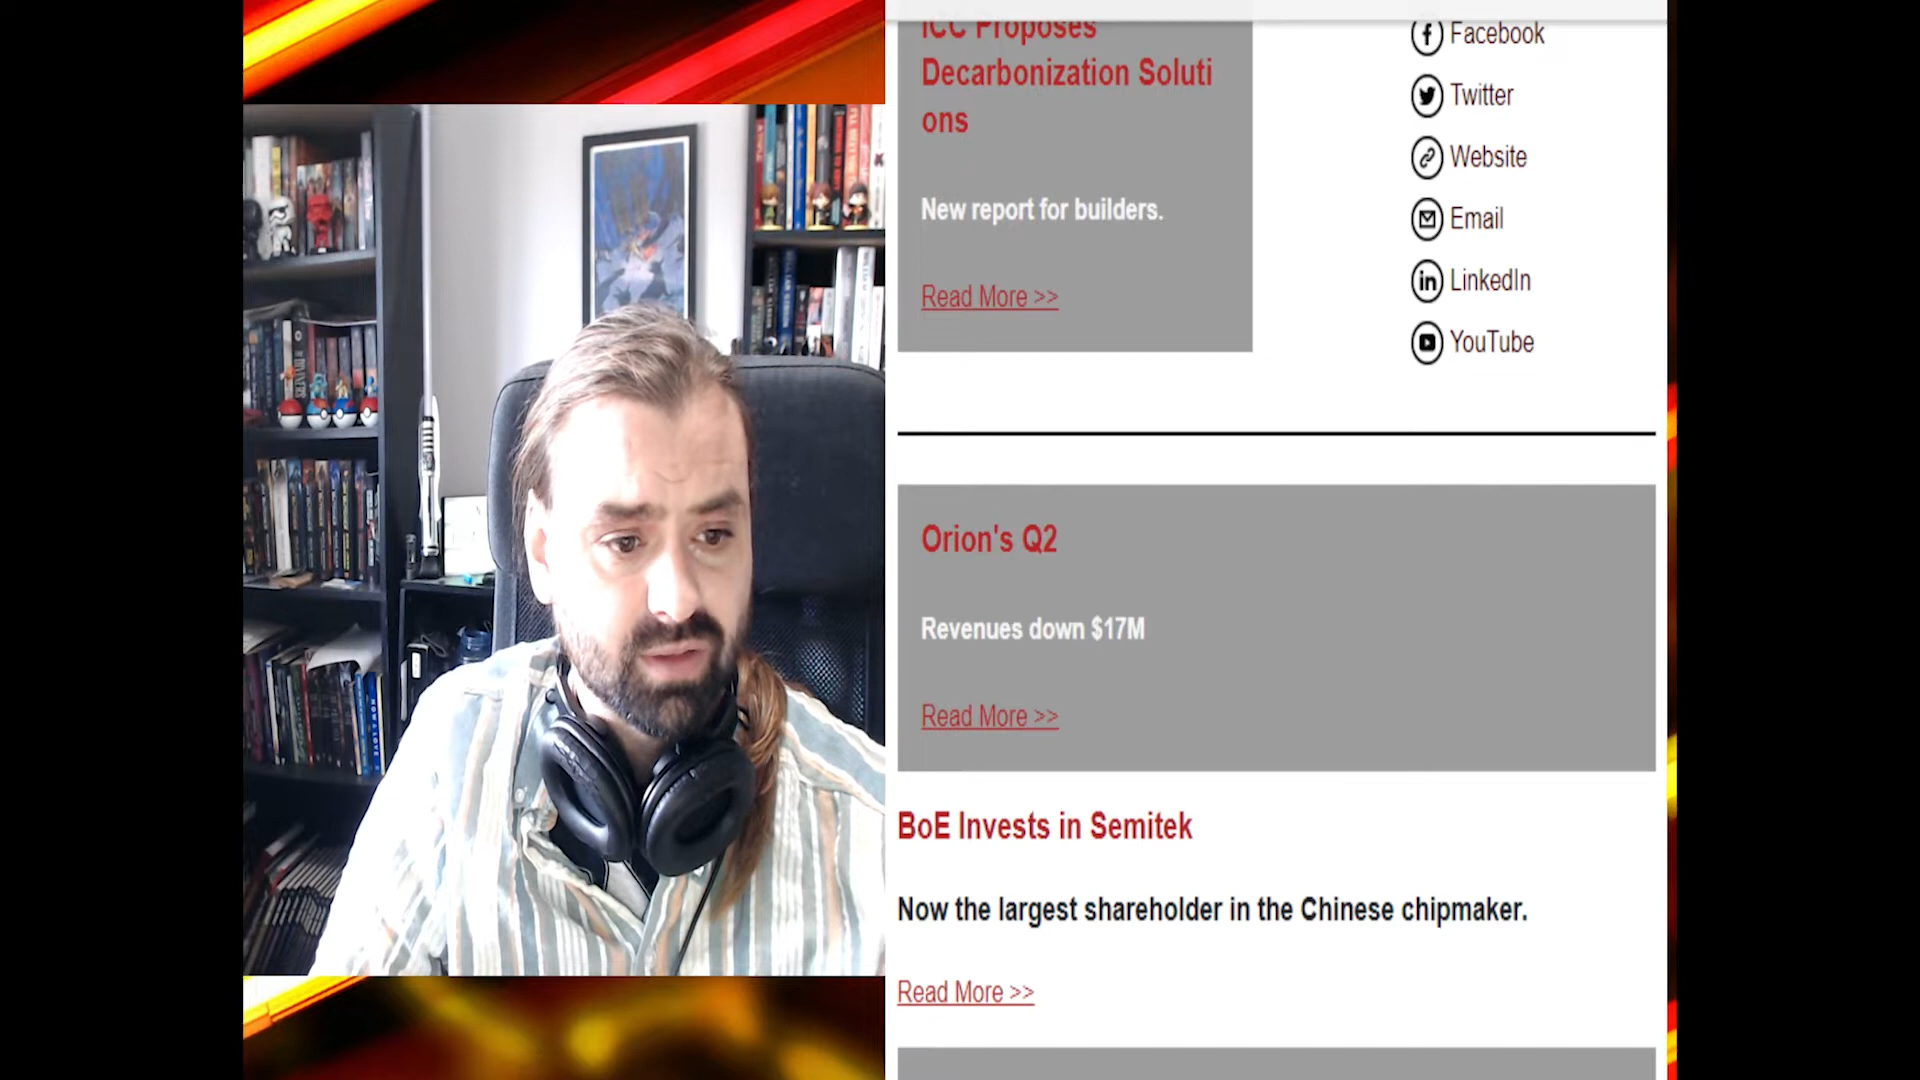 ICC Proposes
Decarbonization Soluti
ons
New report for builders.
Read More >>
Facebook
Twitter
Website
Email
LinkedIn
YouTube
Orion's Q2
Revenues down $17M
Read More >>
BoE Invests in Semitek
Now the largest shareholder in the Chinese chipmaker.
Read More >>